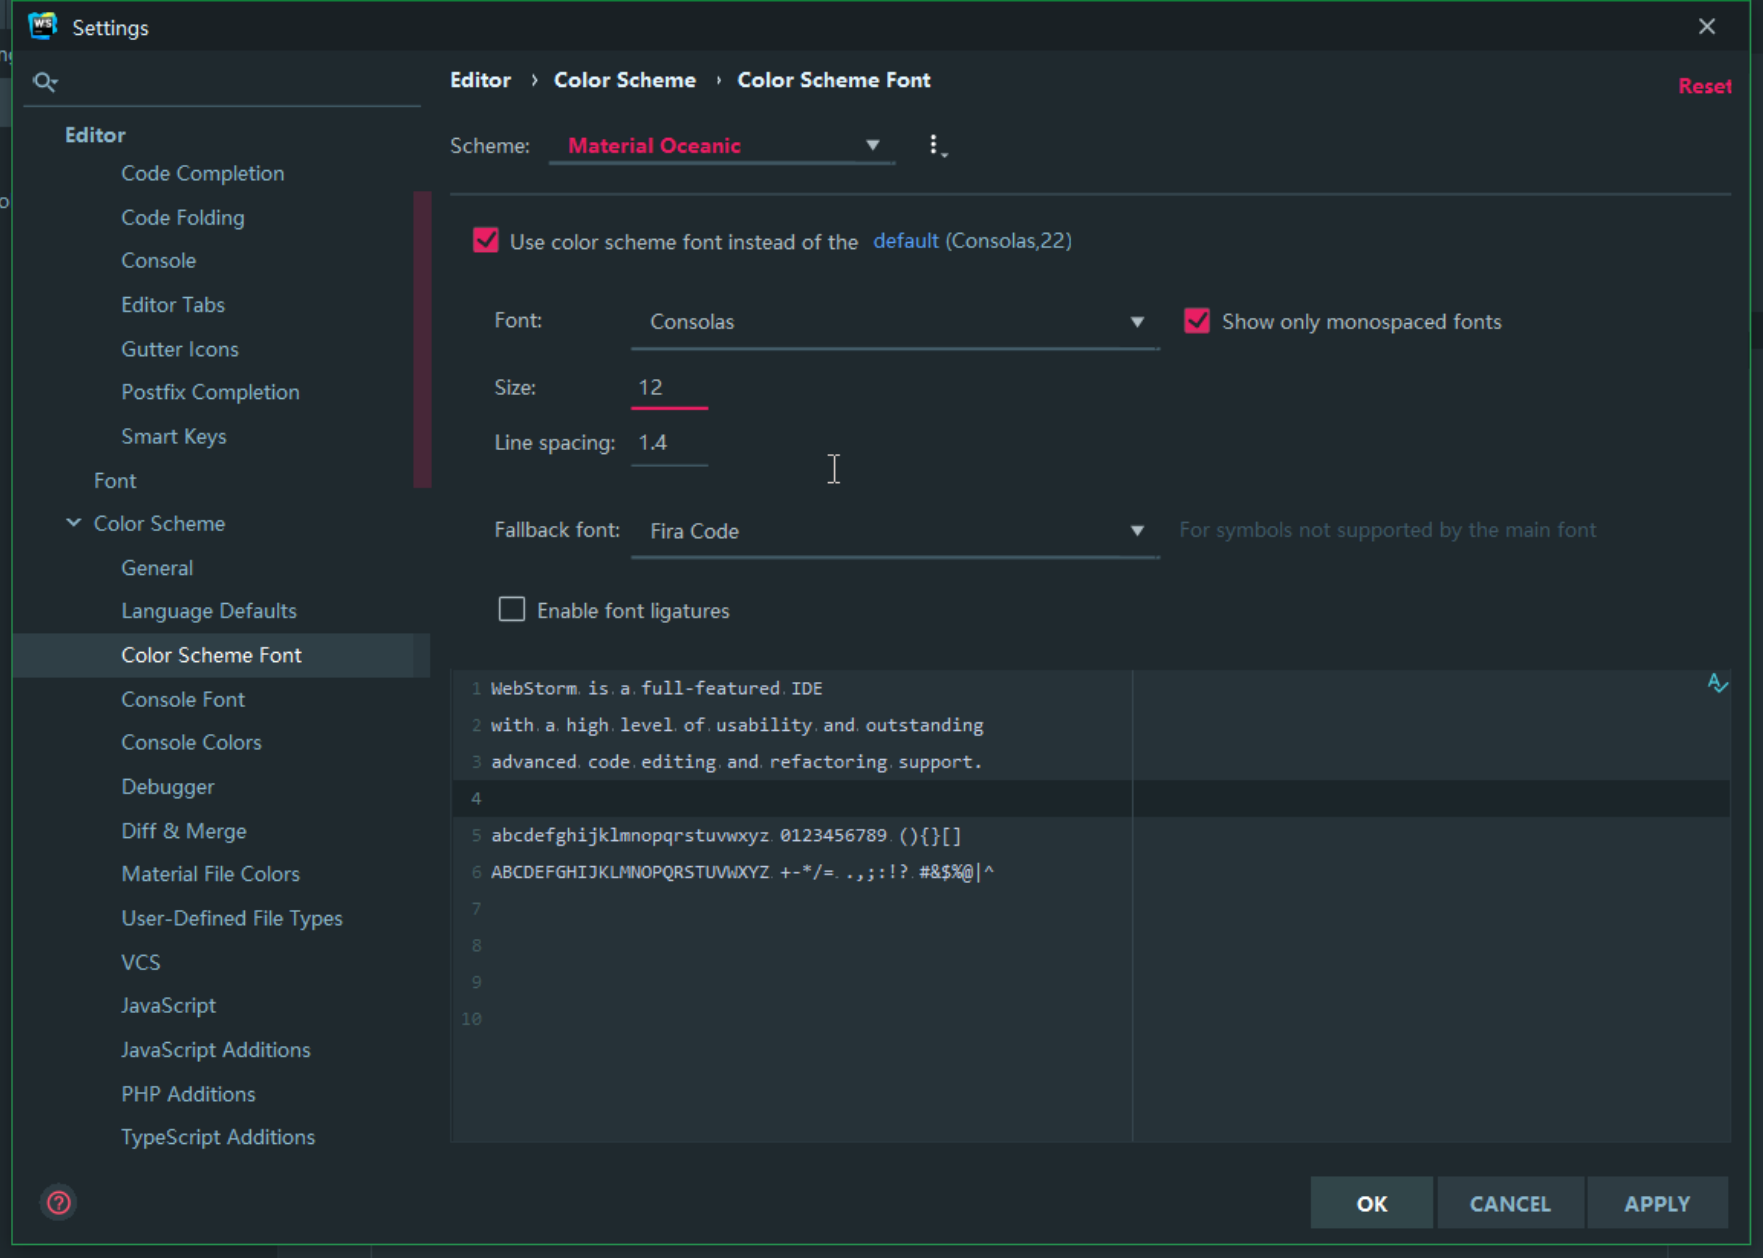 WS Settings
Editor
Code Completion
Code Folding
Console
Editor Tabs
Gutter Icons
Postfix Completion
Smart Keys
Font
Color Scheme
General
Language Defaults
Color Scheme Font
Console Font
Console Colors
Debugger
Diff & Merge
Material File Colors
User-Defined File Types
VCS
JavaScript
JavaScript Additions
PHP Additions
TypeScript Additions
Editor › Color Scheme › Color Scheme Font
Reset
Scheme: Material Oceanic
Use color scheme font instead of the default (Consolas,22)
Font: Consolas
Show only monospaced fonts
Size: 12
Line spacing: 1.4
Fallback font: Fira Code
For symbols not supported by the main font
Enable font ligatures
1 WebStorm is a full-featured IDE
2 with a high level of usability and outstanding
3 advanced code editing and refactoring support.
4
5 abcdefghijklmnopqrstuvwxyz 0123456789 (){}[]
6 ABCDEFGHIJKLMNOPQRSTUVWXYZ +-*/= .,;:!? #&$%@|^
7
8
9
10
?
OK CANCEL APPLY